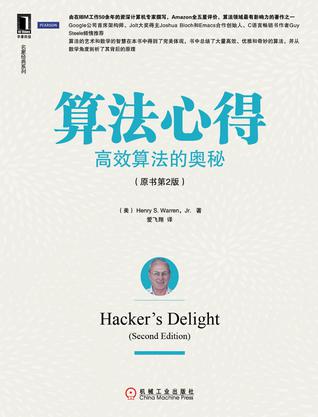 华章科技
PEARSON
名家经典系列
由在IBM工作50余年的资深计算机专家撰写，Amazon全五星评价，算法领域最有影响力的著作之一
Google公司首席架构师、Jolt大奖得主Joshua Bloch和Emacs合作创始人、C语言畅销书作者Guy
Steele倾情推荐
算法的艺术和数学的智慧在本书中得到了完美体现，书中总结了大量高效、优雅和奇妙的算法，并从
数学角度剖析了其背后的原理
算法心得
高效算法的奥秘
（原书第2版）
（美）Henry S. Warren, Jr. 著
爱飞翔 译
Hacker's Delight
(Second Edition)
机械工业出版社
China Machine Press